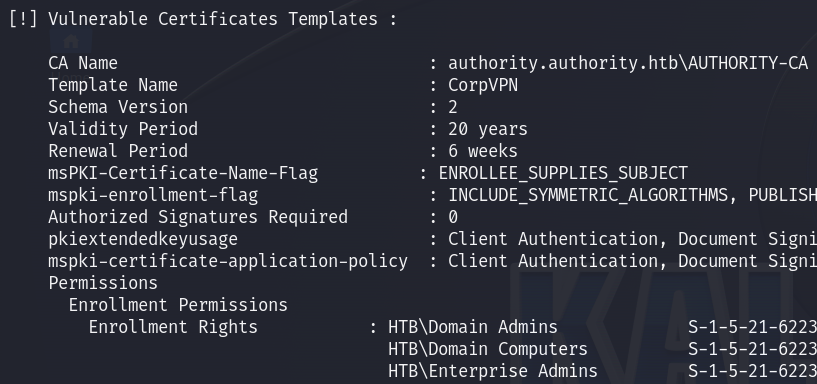 [!] Vulnerable Certificates Templates :
CA Name : authority.authority.htb\AUTHORITY-CA
Template Name : CorpVPN
Schema Version : 2
Validity Period : 20 years
Renewal Period : 6 weeks
msPKI-Certificate-Name-Flag : ENROLLEE_SUPPLIES_SUBJECT
mspki-enrollment-flag : INCLUDE_SYMMETRIC_ALGORITHMS, PUBLISH
Authorized Signatures Required : 0
pkiextendedkeyusage : Client Authentication, Document Signi
mspki-certificate-application-policy : Client Authentication, Document Signi
Permissions
Enrollment Permissions
Enrollment Rights : HTB\Domain Admins S-1-5-21-6223
HTB\Domain Computers S-1-5-21-6223
HTB\Enterprise Admins S-1-5-21-6223